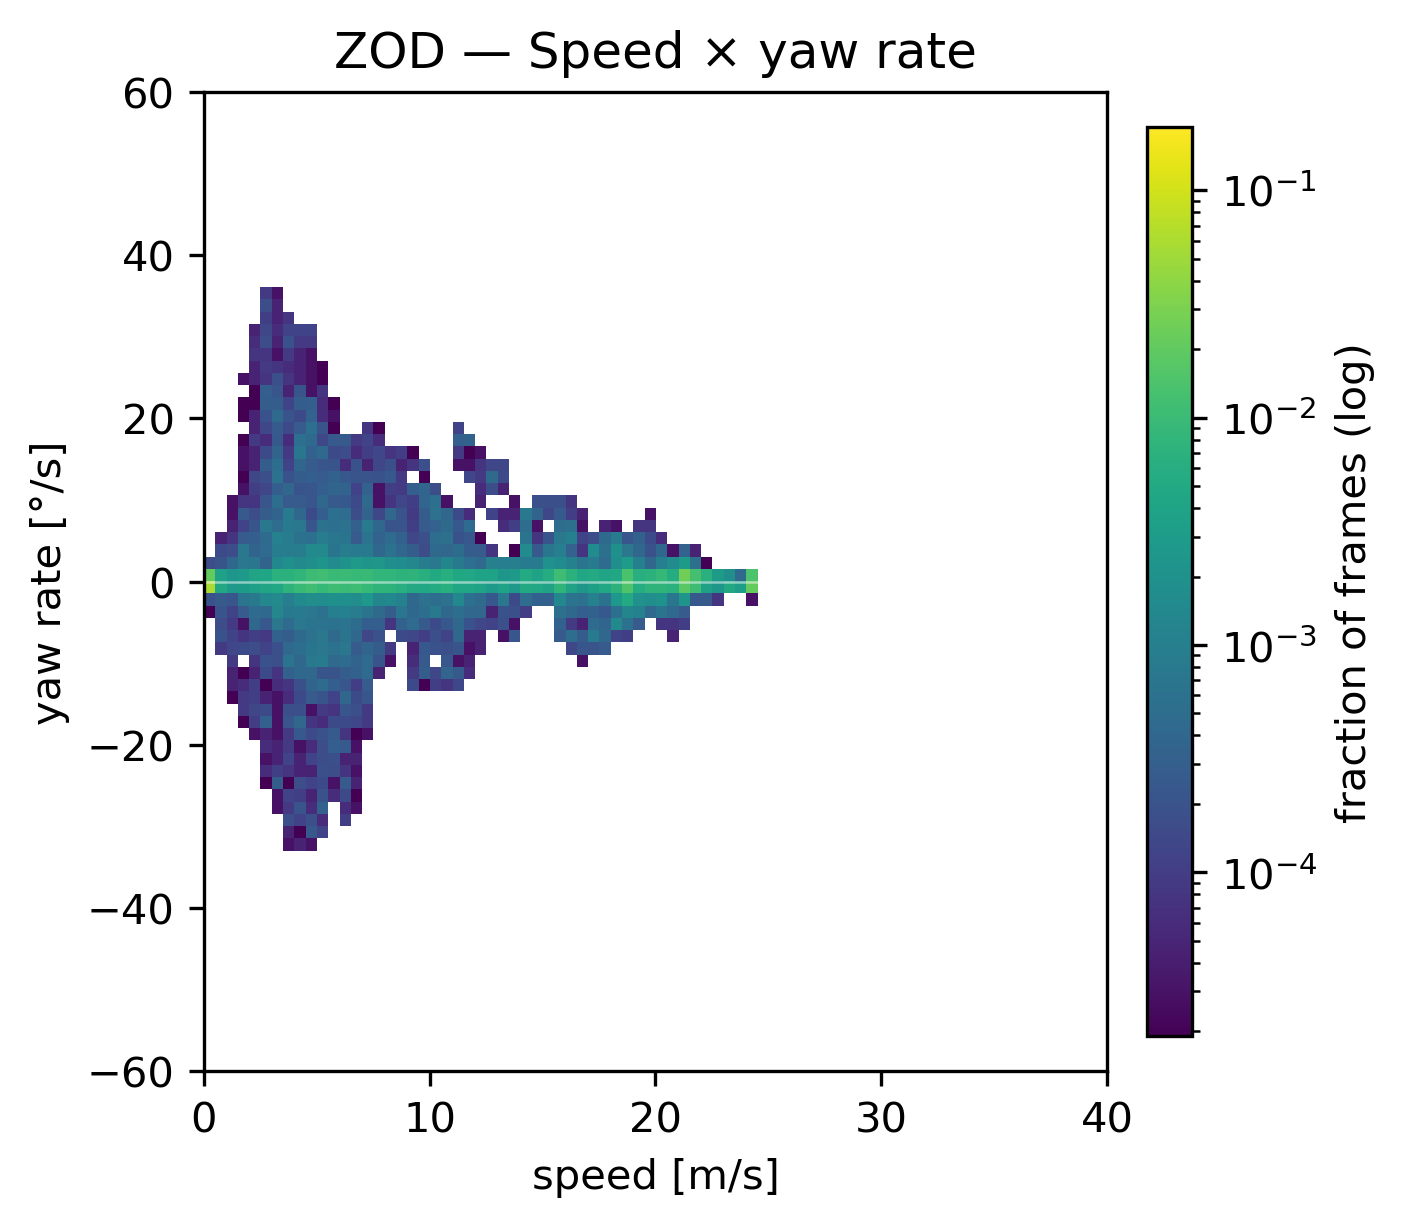 ZOD — Speed × yaw rate
60
40
20
0
−20
−40
−60
yaw rate [°/s]
0 10 20 30 40
speed [m/s]
10⁻¹
10⁻²
10⁻³
10⁻⁴
fraction of frames (log)